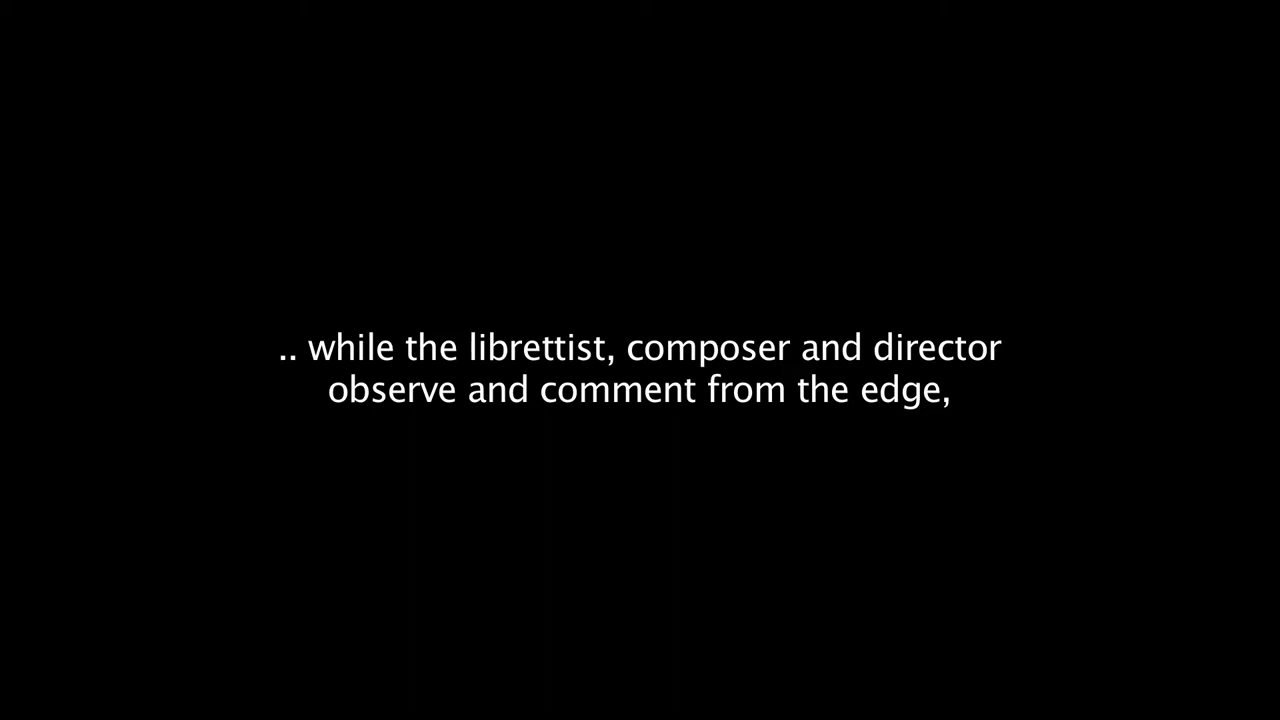 .. while the librettist, composer and director
observe and comment from the edge,